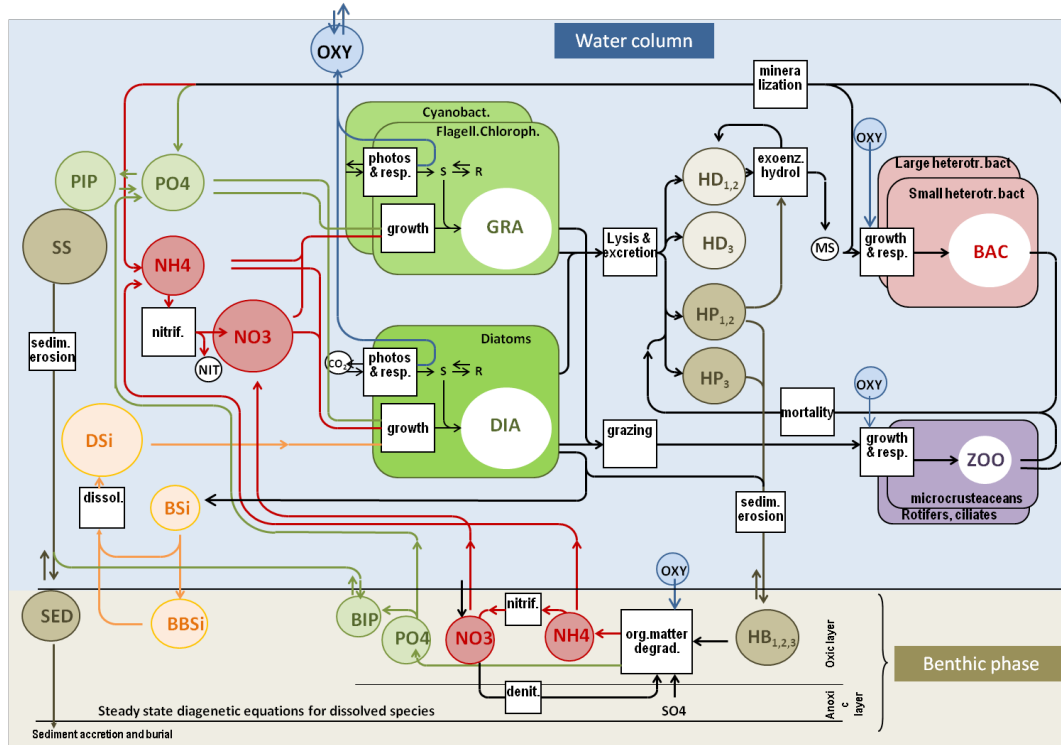 Water column
OXY
minera
lization
Cyanobact.
Flagell.Chloroph.
photos
& resp.
S
R
growth
GRA
PIP
PO4
SS
NH4
nitrif.
NO3
NIT
sedim.
erosion
Lysis &
excretion
HD1,2
HD3
HP1,2
HP3
exoenz.
hydrol
MS
OXY
Large heterotr. bact
Small heterotr. bact
growth
& resp.
BAC
Diatoms
CO2
photos
& resp.
S
R
growth
DIA
grazing
mortality
OXY
growth
& resp.
ZOO
microcrusteaceans
Rotifers, ciliates
DSi
dissol.
BSi
BBSi
sedim.
erosion
SED
BIP
PO4
NO3
nitrif.
NH4
OXY
org.matter
degrad.
HB1,2,3
Oxic layer
Benthic phase
denit.
SO4
Anoxi
c
layer
Steady state diagenetic equations for dissolved species
Sediment accretion and burial